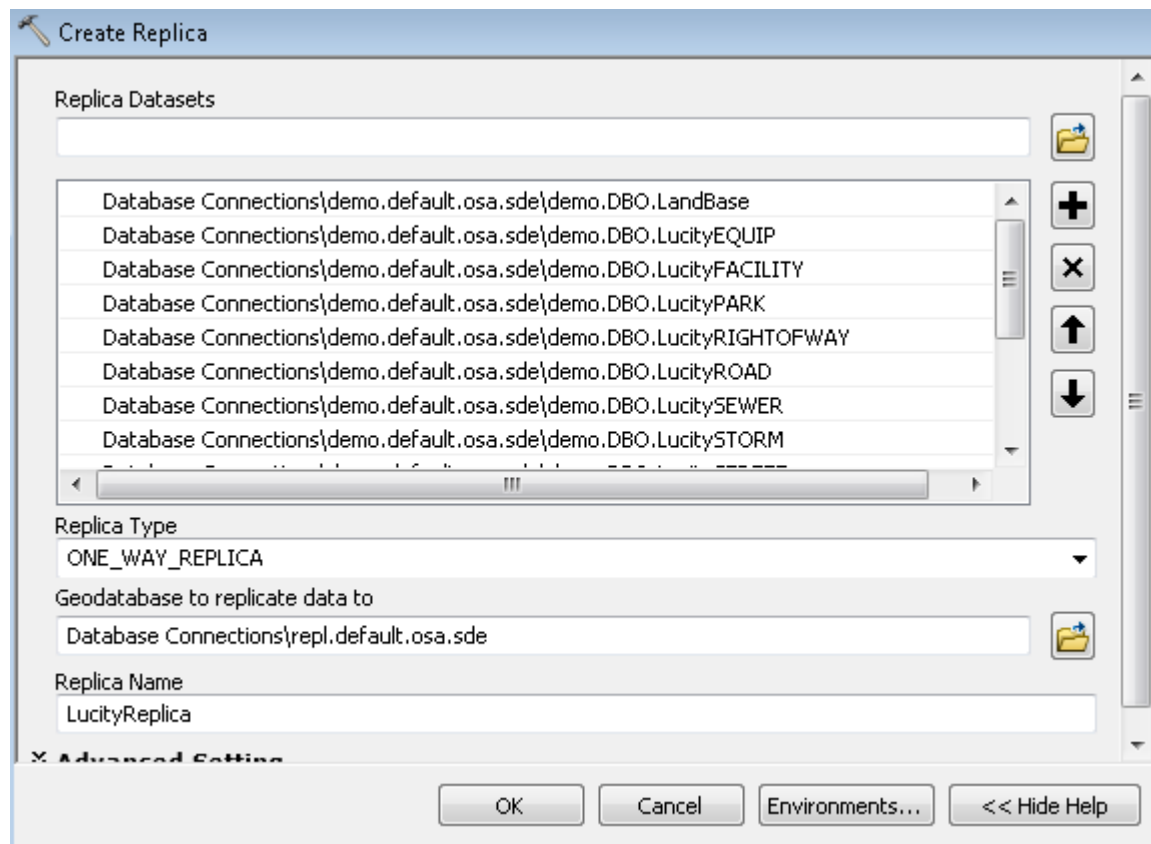 Create Replica
Replica Datasets
Database Connections\demo.default.osa.sde\demo.DBO.LandBase
Database Connections\demo.default.osa.sde\demo.DBO.LucityEQUIP
Database Connections\demo.default.osa.sde\demo.DBO.LucityFACILITY
Database Connections\demo.default.osa.sde\demo.DBO.LucityPARK
Database Connections\demo.default.osa.sde\demo.DBO.LucityRIGHTOFWAY
Database Connections\demo.default.osa.sde\demo.DBO.LucityROAD
Database Connections\demo.default.osa.sde\demo.DBO.LucitySEWER
Database Connections\demo.default.osa.sde\demo.DBO.LucitySTORM
Replica Type
ONE_WAY_REPLICA
Geodatabase to replicate data to
Database Connections\repl.default.osa.sde
Replica Name
LucityReplica
Advanced Setting
OK Cancel Environments... << Hide Help